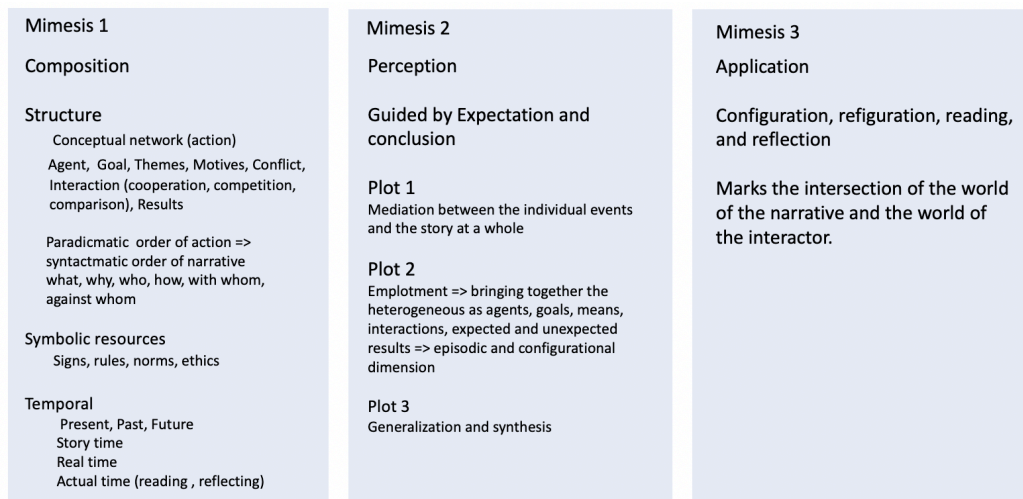 Mimesis 1
Composition
Structure
Conceptual network (action)
Agent, Goal, Themes, Motives, Conflict,
Interaction (cooperation, competition,
comparison), Results
Paradicmatic order of action =>
syntactmatic order of narrative
what, why, who, how, with whom,
against whom
Symbolic resources
Signs, rules, norms, ethics
Temporal
Present, Past, Future
Story time
Real time
Actual time (reading , reflecting)
Mimesis 2
Perception
Guided by Expectation and
conclusion
Plot 1
Mediation between the individual events
and the story at a whole
Plot 2
Emplotment => bringing together the
heterogeneous as agents, goals, means,
interactions, expected and unexpected
results => episodic and configurational
dimension
Plot 3
Generalization and synthesis
Mimesis 3
Application
Configuration, refiguration, reading,
and reflection
Marks the intersection of the world
of the narrative and the world of
the interactor.